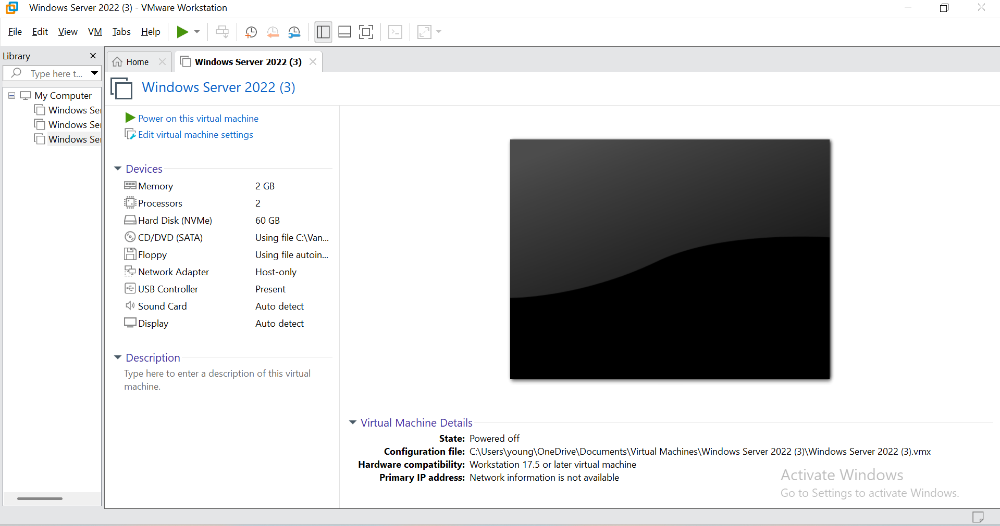 Windows Server 2022 (3) - VMware Workstation
File Edit View VM Tabs Help
Library
Type here t...
My Computer
Windows Ser
Windows Ser
Windows Ser
Home
Windows Server 2022 (3)
Windows Server 2022 (3)
Power on this virtual machine
Edit virtual machine settings
Devices
Memory 2 GB
Processors 2
Hard Disk (NVMe) 60 GB
CD/DVD (SATA) Using file C:\Van...
Floppy Using file autoin...
Network Adapter Host-only
USB Controller Present
Sound Card Auto detect
Display Auto detect
Description
Type here to enter a description of this virtual
machine.
Virtual Machine Details
State: Powered off
Configuration file: C:\Users\young\OneDrive\Documents\Virtual Machines\Windows Server 2022 (3)\Windows Server 2022 (3).vmx
Hardware compatibility: Workstation 17.5 or later virtual machine
Primary IP address: Network information is not available
Activate Windows
Go to Settings to activate Windows.